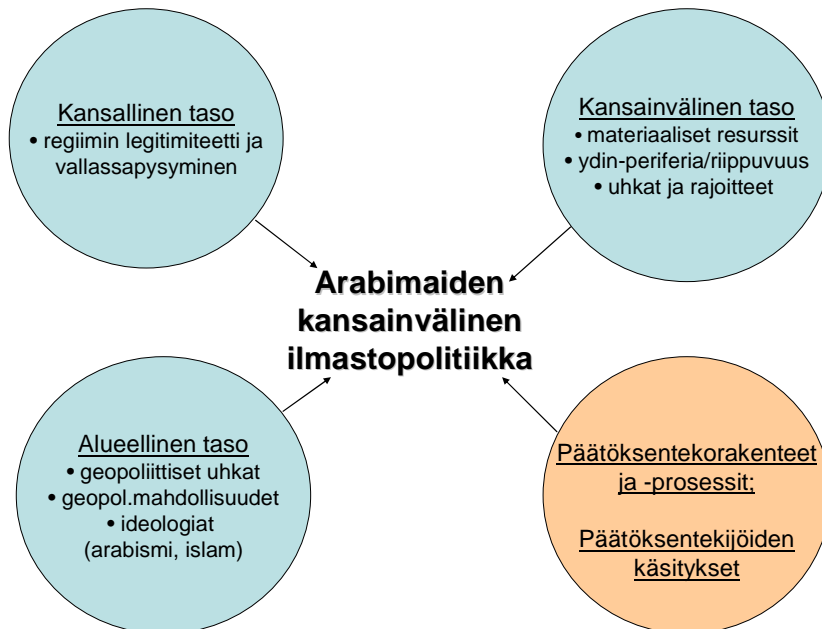 Kansallinen taso
• regiimin legitimiteetti ja
vallassapysyminen
Kansainvälinen taso
• materiaaliset resurssit
• ydin-periferia/riippuvuus
• uhkat ja rajoitteet
Arabimaiden
kansainvälinen
ilmastopolitiikka
Alueellinen taso
• geopoliittiset uhkat
• geopol.mahdollisuudet
• ideologiat
(arabismi, islam)
Päätöksentekorakenteet
ja -prosessit;
Päätöksentekijöiden
käsitykset